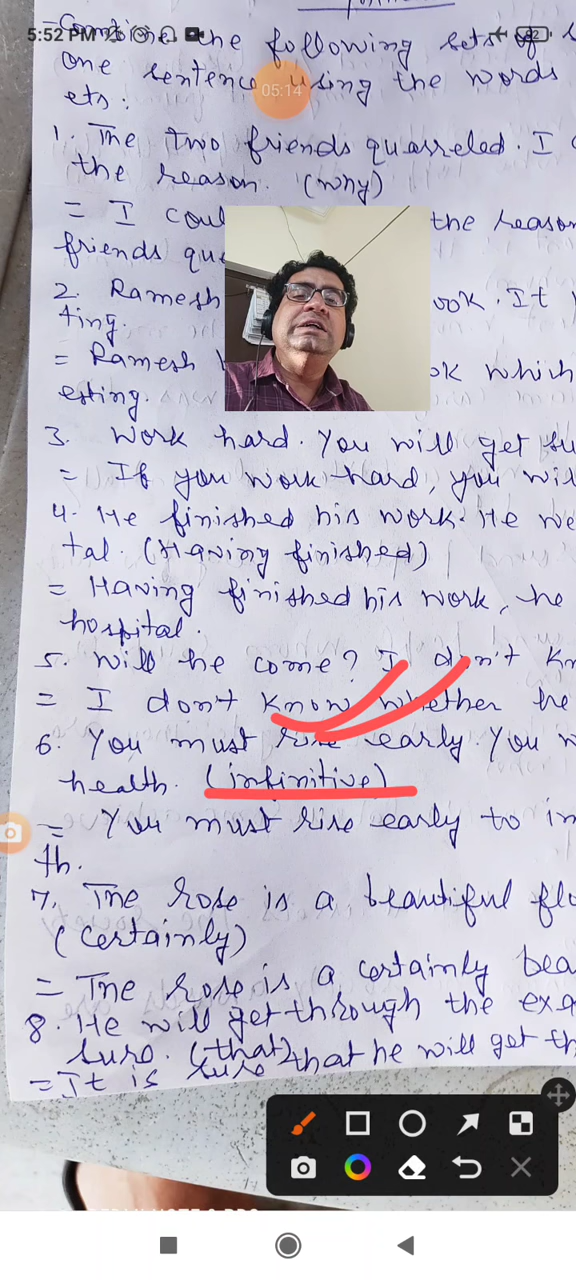 5:52 PM
82
Combine the following sets of
one sentence using the words
etc.
05:14
1. The two friends quarreled. I
the reason. (why)
= I coul the reason
friends que
2. Ramesh ook. It
ting.
= Ramesh ok which
esting.
3. Work hard. You will get su
= If you work hard, you wil
4. He finished his work. He we
tal. (Having finished)
= Having finished his work, he
hospital.
5. Will he come? I don't kn
= I don't know whether he
6. You must rise early. You w
health. (infinitive)
= You must rise early to im
th.
7. The rose is a beautiful flo
(Certainly)
= The rose is a certainly bea
8. He will get through the exa
sure. (that)
= It is sure that he will get th